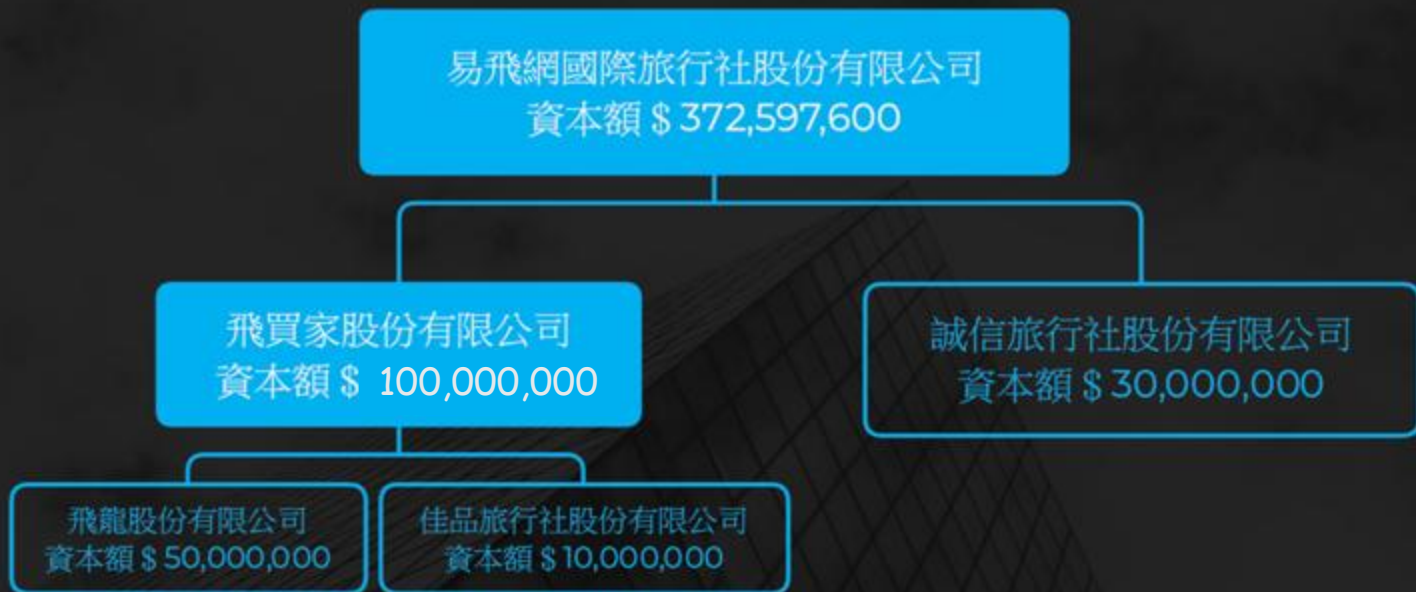 易飛網國際旅行社股份有限公司
資本額 $ 372,597,600
飛買家股份有限公司
資本額 $ 100,000,000
誠信旅行社股份有限公司
資本額 $ 30,000,000
飛龍股份有限公司
資本額 $ 50,000,000
佳品旅行社股份有限公司
資本額 $ 10,000,000